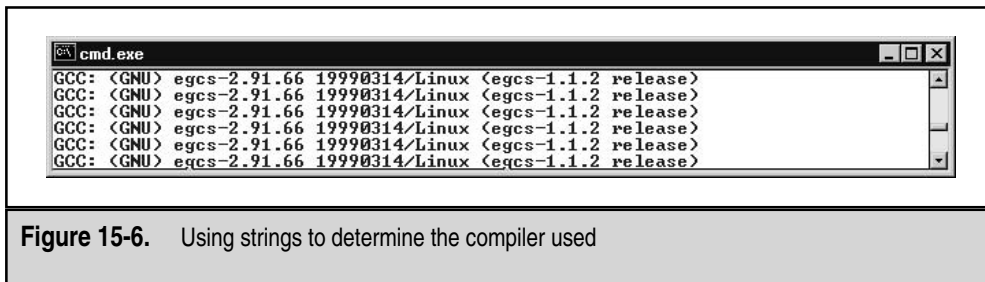 cmd.exe
GCC: (GNU) egcs-2.91.66 19990314/Linux (egcs-1.1.2 release)
GCC: (GNU) egcs-2.91.66 19990314/Linux (egcs-1.1.2 release)
GCC: (GNU) egcs-2.91.66 19990314/Linux (egcs-1.1.2 release)
GCC: (GNU) egcs-2.91.66 19990314/Linux (egcs-1.1.2 release)
GCC: (GNU) egcs-2.91.66 19990314/Linux (egcs-1.1.2 release)
GCC: (GNU) egcs-2.91.66 19990314/Linux (egcs-1.1.2 release)
Figure 15-6. Using strings to determine the compiler used